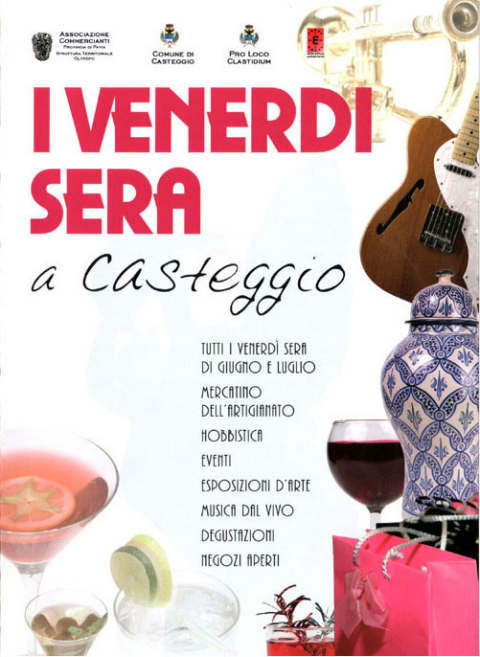 Associazione
Commercianti
Provincia di Pavia
Struttura Territoriale
Oltrepo
Comune di
Casteggio
Pro Loco
Clastidium
I VENERDI
SERA
a Casteggio
TUTTI I VENERDÌ SERA
DI GIUGNO E LUGLIO
MERCATINO
DELL'ARTIGIANATO
HOBBISTICA
EVENTI
ESPOSIZIONI D'ARTE
MUSICA DAL VIVO
DEGUSTAZIONI
NEGOZI APERTI